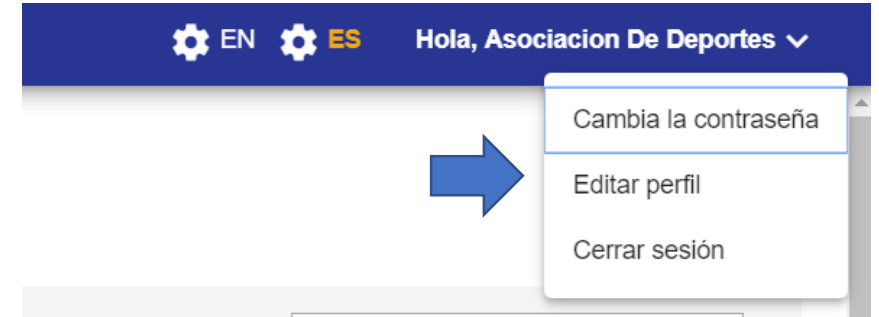 EN ES Hola, Asociacion De Deportes
Cambia la contraseña
Editar perfil
Cerrar sesión